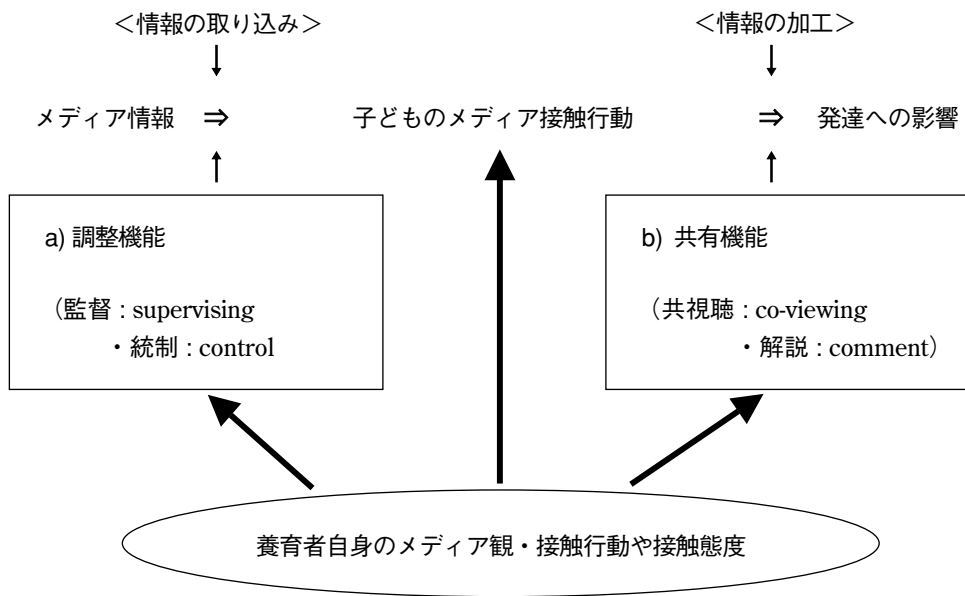 <情報の取り込み> <情報の加工>
メディア情報 ⇒ 子どものメディア接触行動 ⇒ 発達への影響
a) 調整機能
(監督 : supervising
・統制 : control
b) 共有機能
(共視聴 : co-viewing
・解説 : comment)
養育者自身のメディア観・接触行動や接触態度